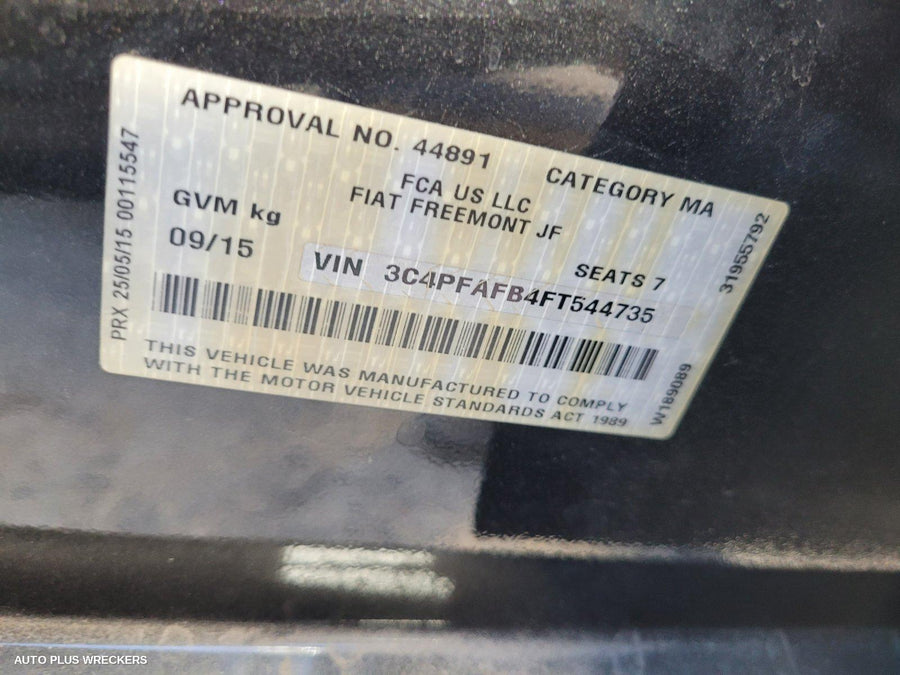 APPROVAL NO. 44891 CATEGORY MA
FCA US LLC
FIAT FREEMONT JF
GVM kg
09/15
SEATS 7
VIN 3C4PFAFB4FT544735
THIS VEHICLE WAS MANUFACTURED TO COMPLY
WITH THE MOTOR VEHICLE STANDARDS ACT 1989
PRX 25/05/15 00115547
31955792
W189089
AUTO PLUS WRECKERS